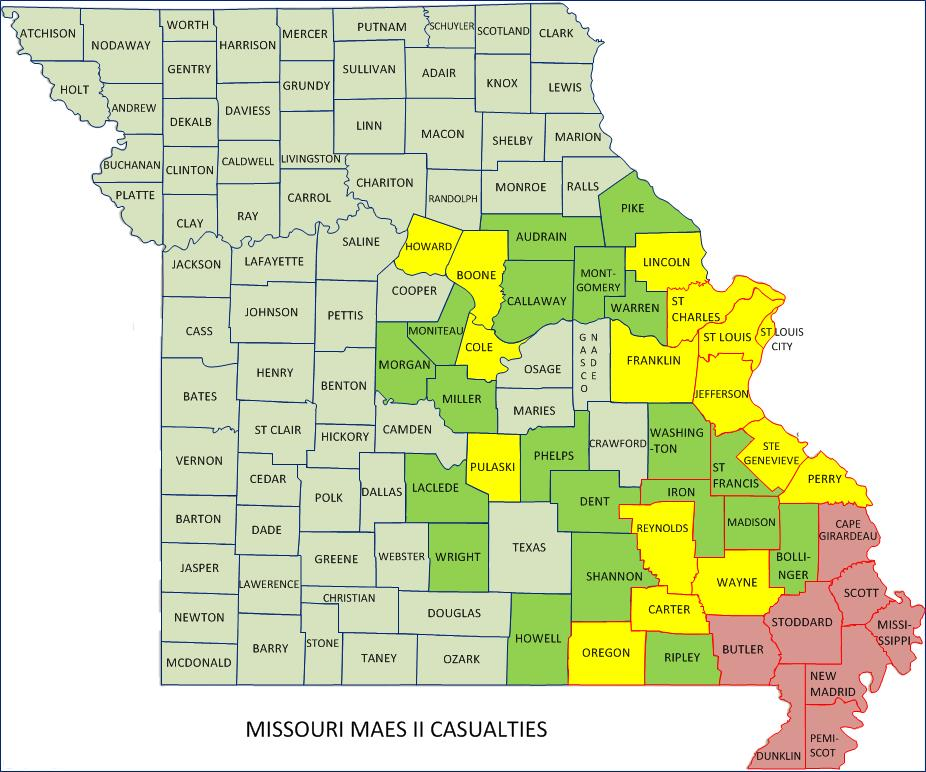 ATCHISON
NODAWAY
WORTH
HARRISON
MERCER
PUTNAM
SCHUYLER
SCOTLAND
CLARK
HOLT
GENTRY
GRUNDY
SULLIVAN
ADAIR
KNOX
LEWIS
ANDREW
DEKALB
DAVIESS
LINN
MACON
SHELBY
MARION
BUCHANAN
CLINTON
CALDWELL
LIVINGSTON
CHARITON
RANDOLPH
MONROE
RALLS
PLATTE
CLAY
RAY
CARROL
PIKE
SALINE
HOWARD
AUDRAIN
JACKSON
LAFAYETTE
COOPER
BOONE
CALLAWAY
MONT-
GOMERY
LINCOLN
WARREN
ST
CHARLES
CASS
JOHNSON
PETTIS
MONITEAU
COLE
ST LOUIS
ST LOUIS
CITY
MORGAN
OSAGE
GASCO
NADE
FRANKLIN
JEFFERSON
BATES
HENRY
BENTON
MILLER
MARIES
ST CLAIR
HICKORY
CAMDEN
CRAWFORD
WASHING
-TON
STE
GENEVIEVE
VERNON
CEDAR
POLK
DALLAS
LACLEDE
PULASKI
PHELPS
DENT
IRON
ST
FRANCIS
PERRY
BARTON
DADE
GREENE
WEBSTER
WRIGHT
TEXAS
REYNOLDS
MADISON
BOLLI-
NGER
CAPE
GIRARDEAU
JASPER
LAWERENCE
CHRISTIAN
DOUGLAS
SHANNON
WAYNE
SCOTT
NEWTON
CARTER
STODDARD
MISSI-
SSIPPI
MCDONALD
BARRY
STONE
TANEY
OZARK
HOWELL
OREGON
RIPLEY
BUTLER
NEW
MADRID
DUNKLIN
PEMI-
SCOT
MISSOURI MAES II CASUALTIES